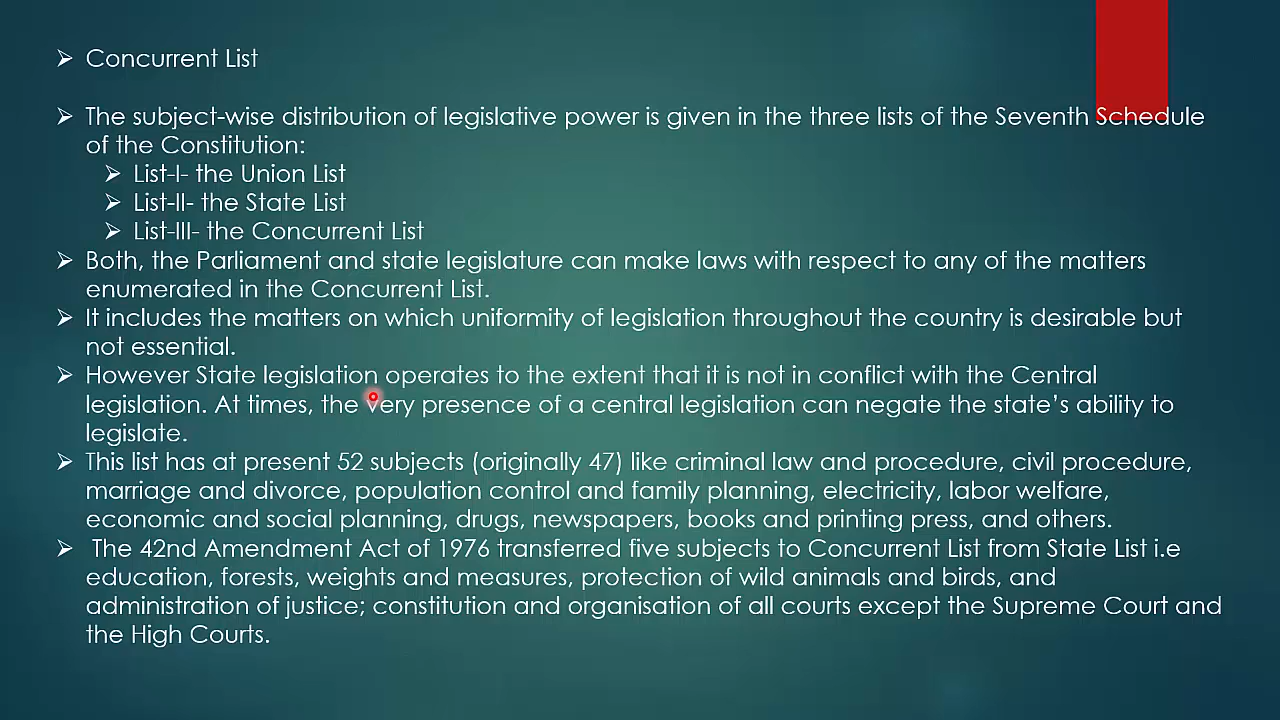 Concurrent List
The subject-wise distribution of legislative power is given in the three lists of the Seventh Schedule
of the Constitution:
List-I- the Union List
List-II- the State List
List-III- the Concurrent List
Both, the Parliament and state legislature can make laws with respect to any of the matters
enumerated in the Concurrent List.
It includes the matters on which uniformity of legislation throughout the country is desirable but
not essential.
However State legislation operates to the extent that it is not in conflict with the Central
legislation. At times, the very presence of a central legislation can negate the state's ability to
legislate.
This list has at present 52 subjects (originally 47) like criminal law and procedure, civil procedure,
marriage and divorce, population control and family planning, electricity, labor welfare,
economic and social planning, drugs, newspapers, books and printing press, and others.
The 42nd Amendment Act of 1976 transferred five subjects to Concurrent List from State List i.e
education, forests, weights and measures, protection of wild animals and birds, and
administration of justice; constitution and organisation of all courts except the Supreme Court and
the High Courts.